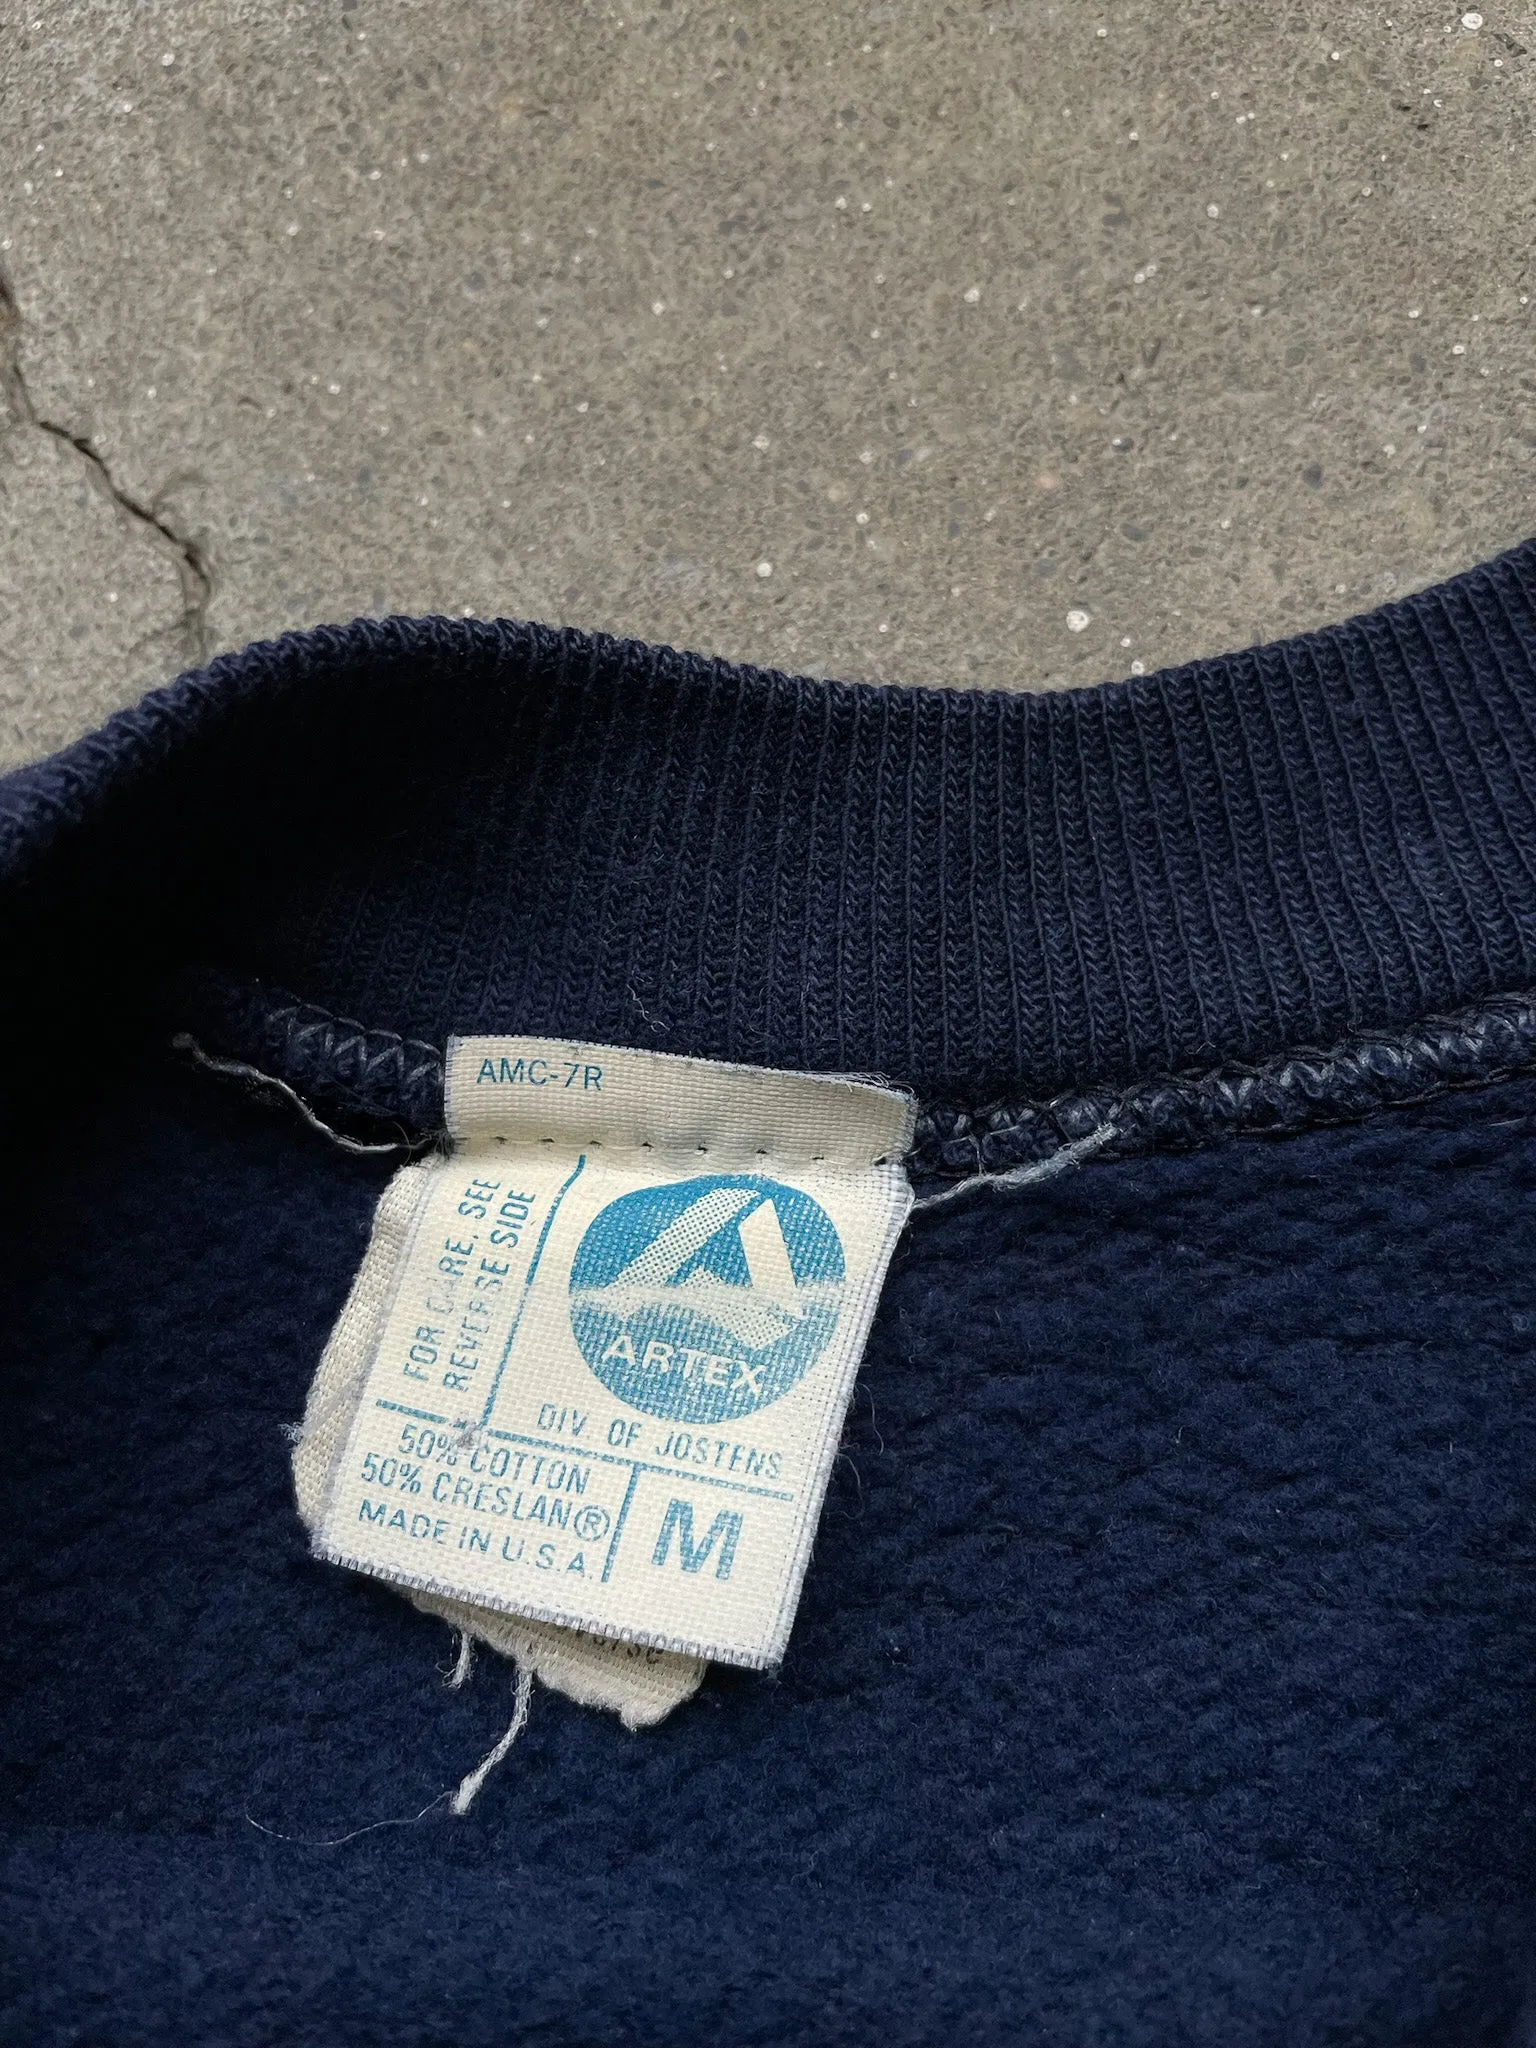 AMC-7R
FOR CARE, SEE
REVERSE SIDE
ARTEX
DIV OF JOSTENS
50% COTTON
50% CRESLAN®
MADE IN U.S.A.
M